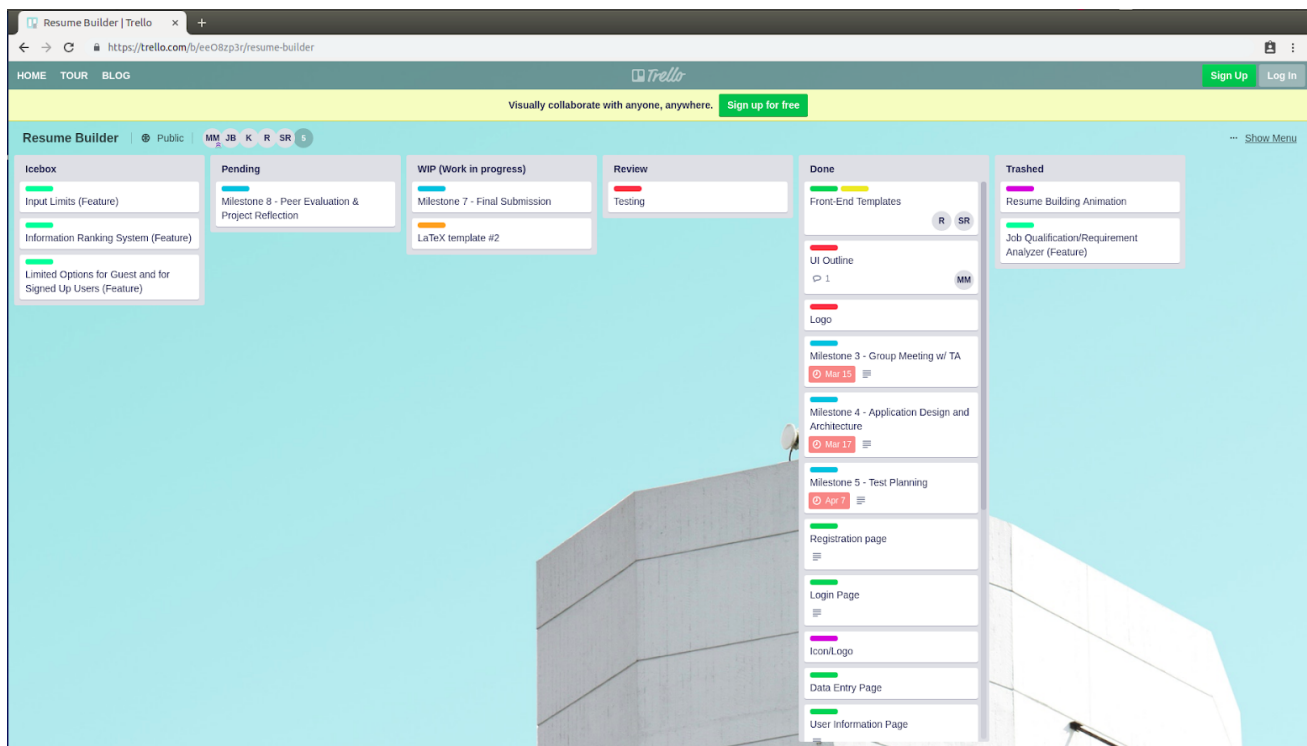 Resume Builder | Trello × +
https://trello.com/b/eeO8zp3r/resume-builder
HOME TOUR BLOG
Trello
Sign Up Log In
Visually collaborate with anyone, anywhere. Sign up for free
Resume Builder Public MM JB K R SR 5
... Show Menu
Icebox
Input Limits (Feature)
Information Ranking System (Feature)
Limited Options for Guest and for
Signed Up Users (Feature)
Pending
Milestone 8 - Peer Evaluation &
Project Reflection
WIP (Work in progress)
Milestone 7 - Final Submission
LaTeX template #2
Review
Testing
Done
Front-End Templates
R SR
UI Outline
1 MM
Logo
Milestone 3 - Group Meeting w/ TA
Mar 15
Milestone 4 - Application Design and
Architecture
Mar 17
Milestone 5 - Test Planning
Apr 7
Registration page
Login Page
Icon/Logo
Data Entry Page
User Information Page
Trashed
Resume Building Animation
Job Qualification/Requirement
Analyzer (Feature)